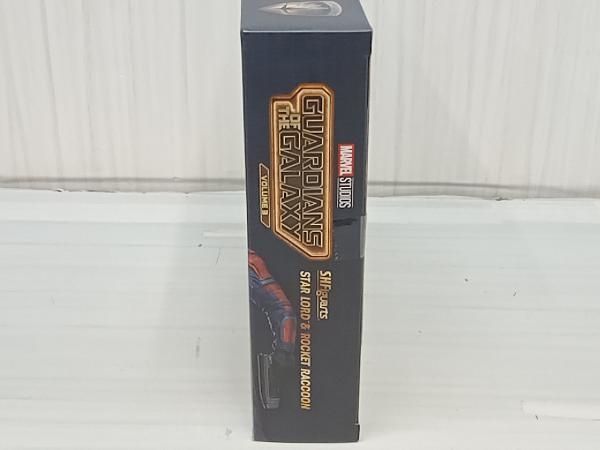 MARVEL STUDIOS
GUARDIANS
OF THE GALAXY
VOLUME 3
S.H.Figuarts
STAR LORD & ROCKET RACCOON